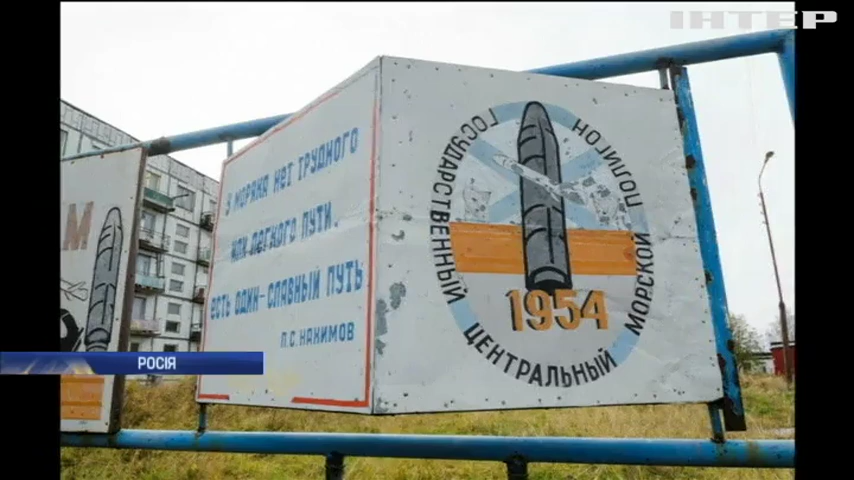 ІНТЕР
У МОРЯКА НЕТ ТРУДНОГО
ИЛИ ЛЕГКОГО ПУТИ.
ЕСТЬ ОДИН-СЛАВНЫЙ ПУТЬ
П.С. НАХИМОВ
ГОСУДАРСТВЕННЫЙ ЦЕНТРАЛЬНЫЙ МОРСКОЙ ПОЛИГОН
1954
РОСІЯ